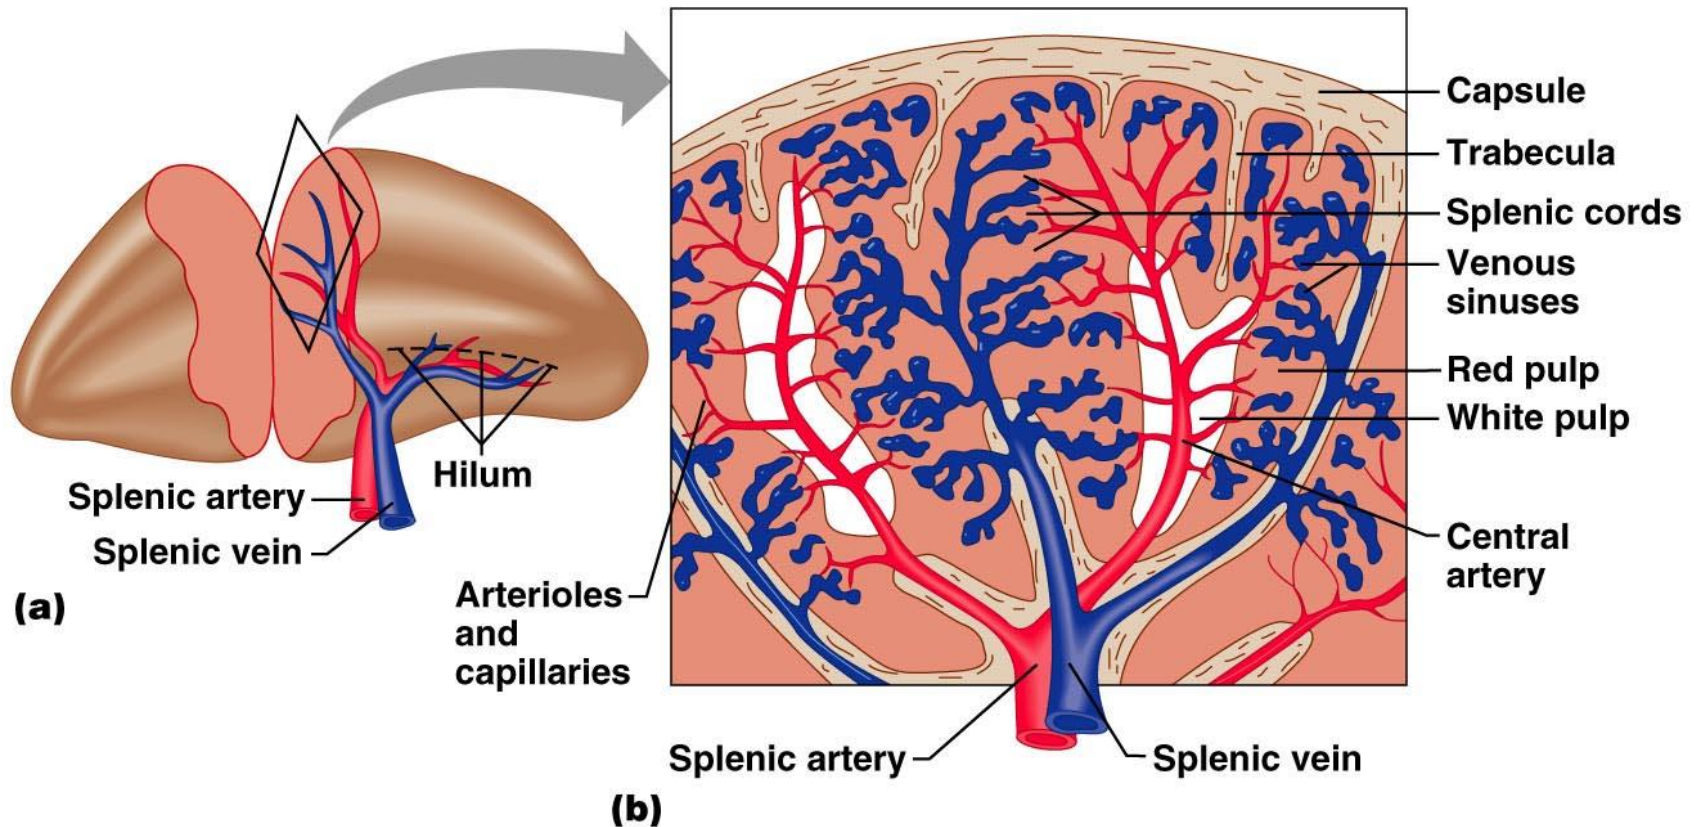 Hilum
Splenic artery
Splenic vein
(a)
Capsule
Trabecula
Splenic cords
Venous
sinuses
Red pulp
White pulp
Central
artery
Arterioles
and
capillaries
Splenic artery
Splenic vein
(b)